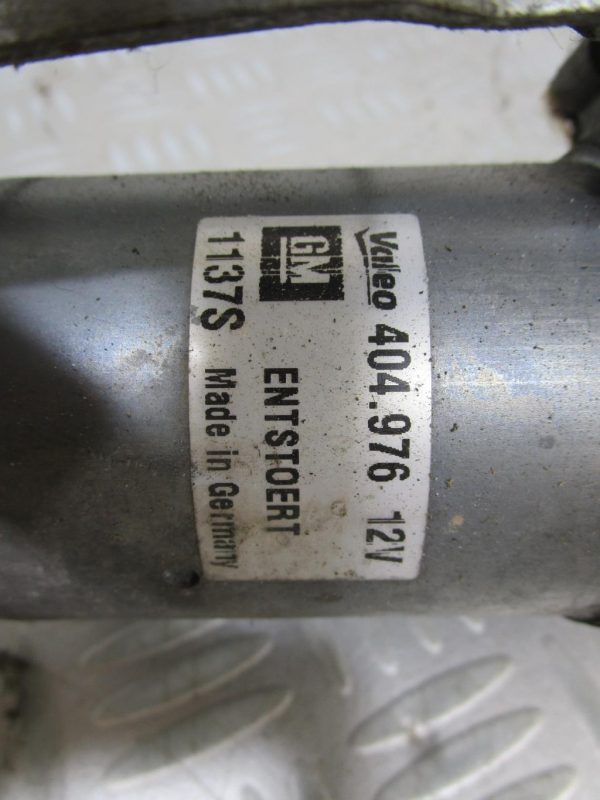 Valeo 404.976 12V
GM ENTSTOERT
1137S Made in Germany